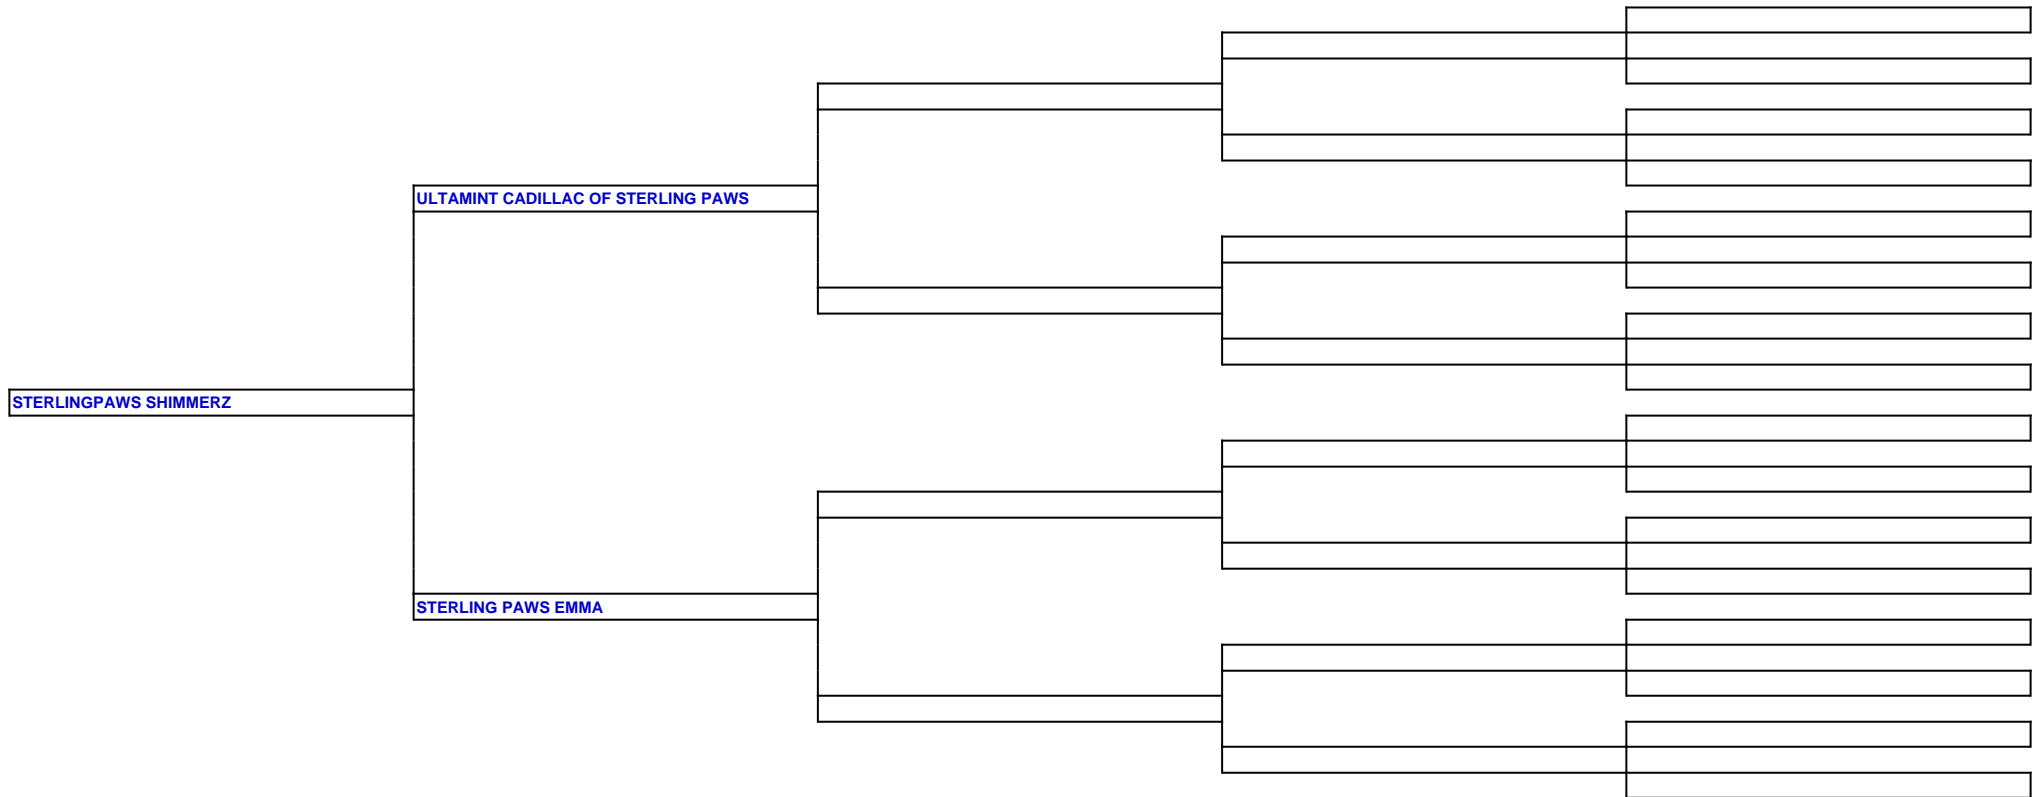 ULTAMINT CADILLAC OF STERLING PAWS
STERLINGPAWS SHIMMERZ
STERLING PAWS EMMA